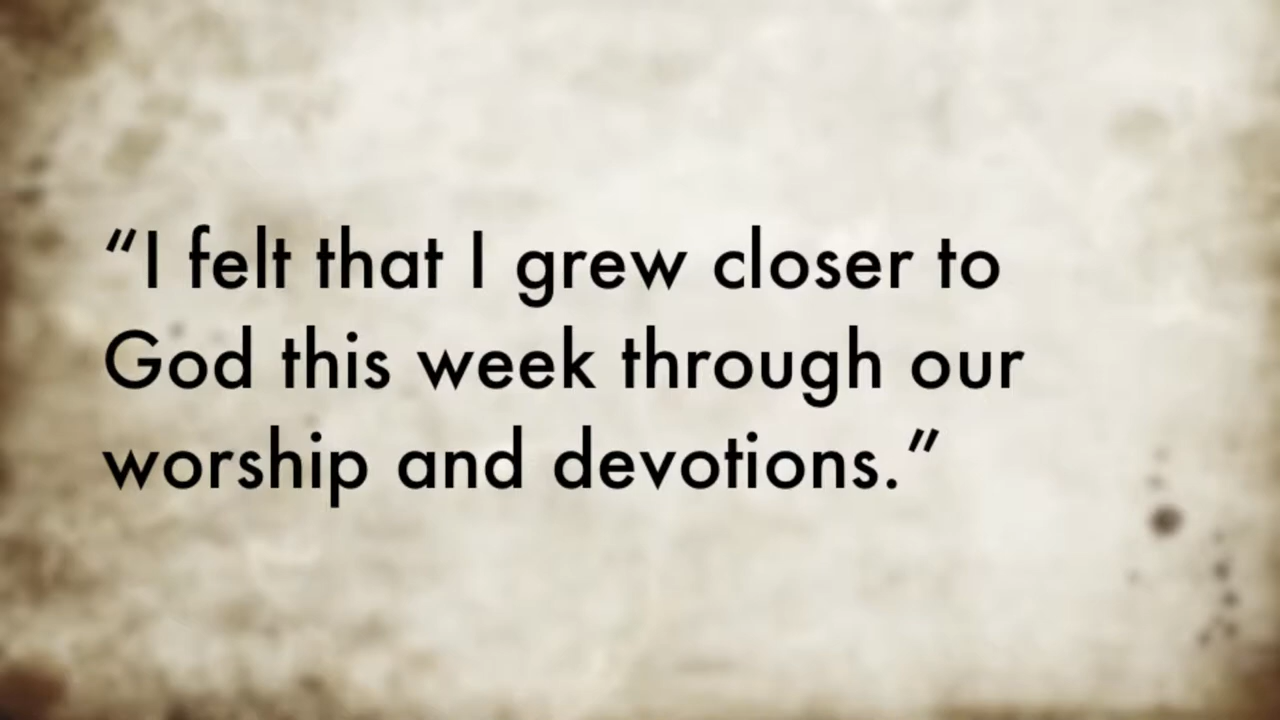 “I felt that I grew closer to
God this week through our
worship and devotions.”